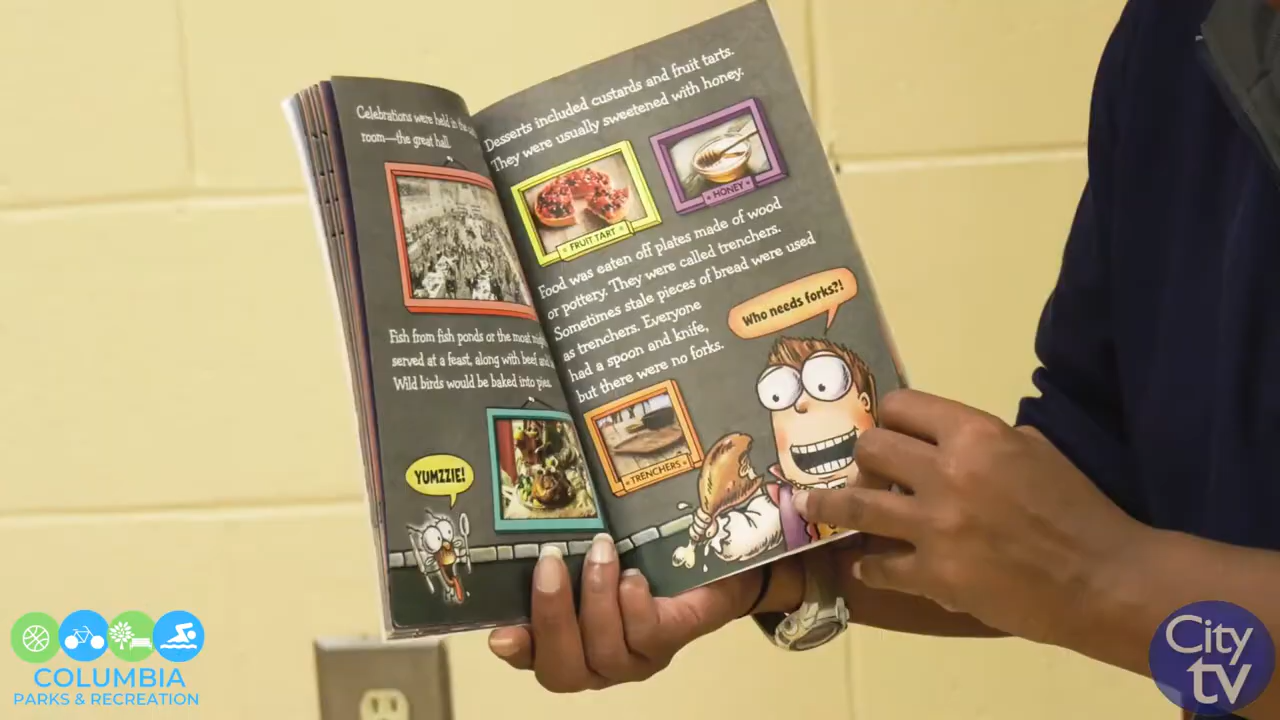 Celebrations were held in the
room—the great hall.
Fish from fish ponds or the moat
served at a feast, along with beef and
Wild birds would be baked into pies.
YUMZZIE!
Desserts included custards and fruit tarts.
They were usually sweetened with honey.
FRUIT TART
HONEY
Food was eaten off plates made of wood
or pottery. They were called trenchers.
Sometimes stale pieces of bread were used
as trenchers. Everyone
had a spoon and knife,
but there were no forks.
Who needs forks?!
TRENCHERS
COLUMBIA
PARKS & RECREATION
City
tv